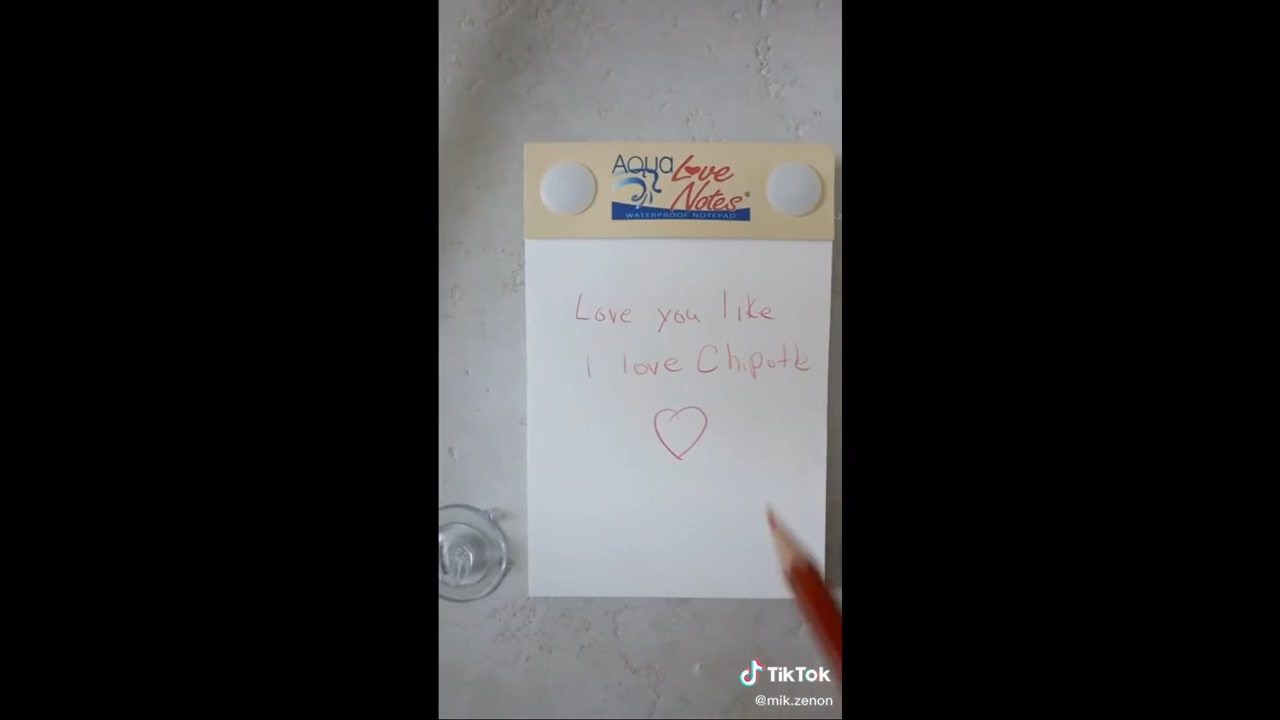 AQUA Love
Notes®
WATERPROOF NOTEPAD
Love you like
I love Chipotle
TikTok
@mik.zenon